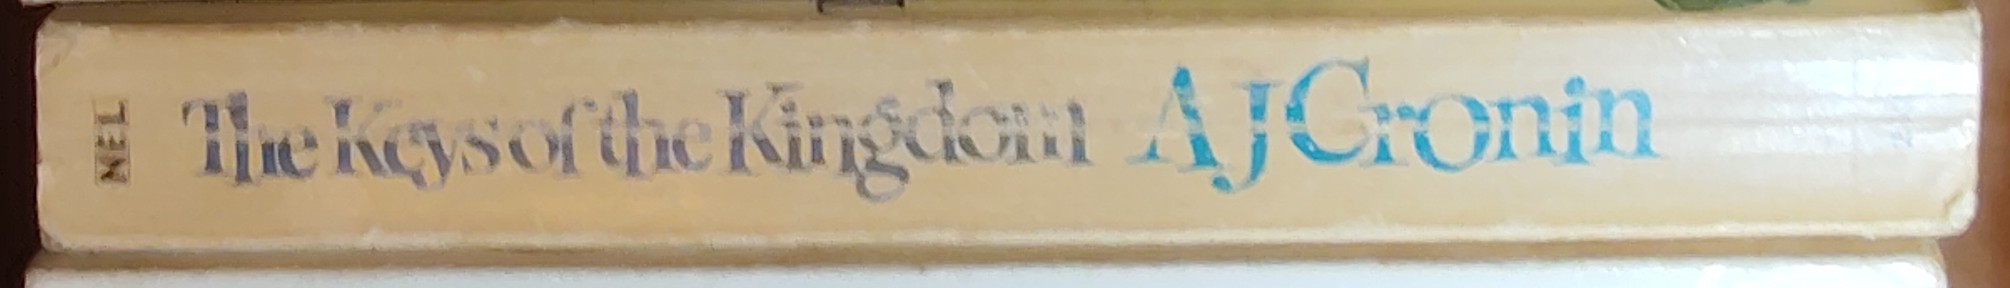 NEL
The Keys of the Kingdom A J Cronin